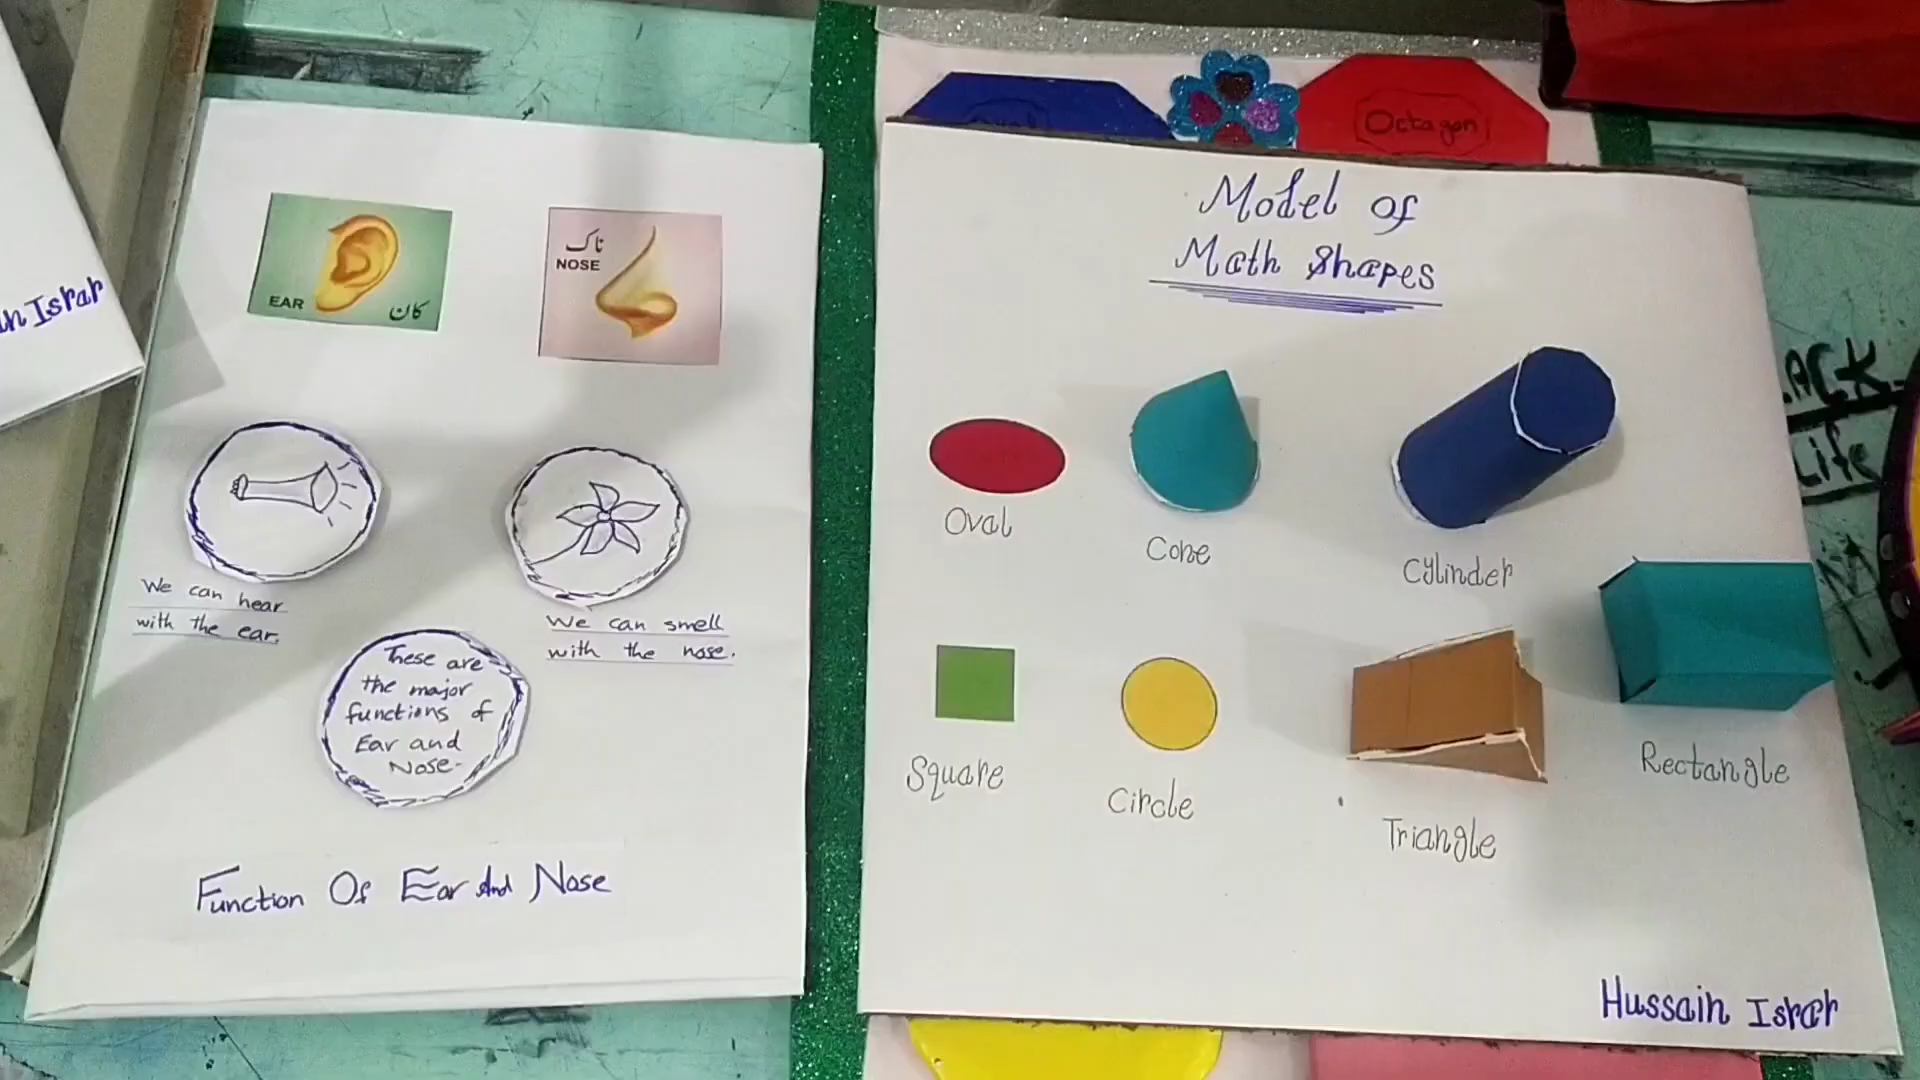 Israr
EAR
کان
ناک
NOSE
We can hear
with the ear.
We can smell
with the nose.
These are
the major
functions of
Ear and
Nose.
Function Of Ear And Nose
Octagon
Model of
Math Shapes
Oval
Cone
Cylinder
Square
Circle
Triangle
Rectangle
Hussain Israr
Life